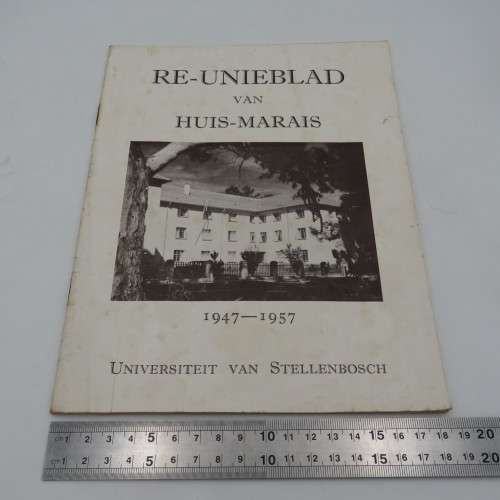 RE-UNIEBLAD
VAN
HUIS-MARAIS
1947—1957
UNIVERSITEIT VAN STELLENBOSCH
1 2 3 4 5 6 7 8 9 10 11 12 13 14 15 16 17 18 19 20
1 2 3 4 5 6 7 8 9 10 11 12 13 14 15 16 17 18 19 20